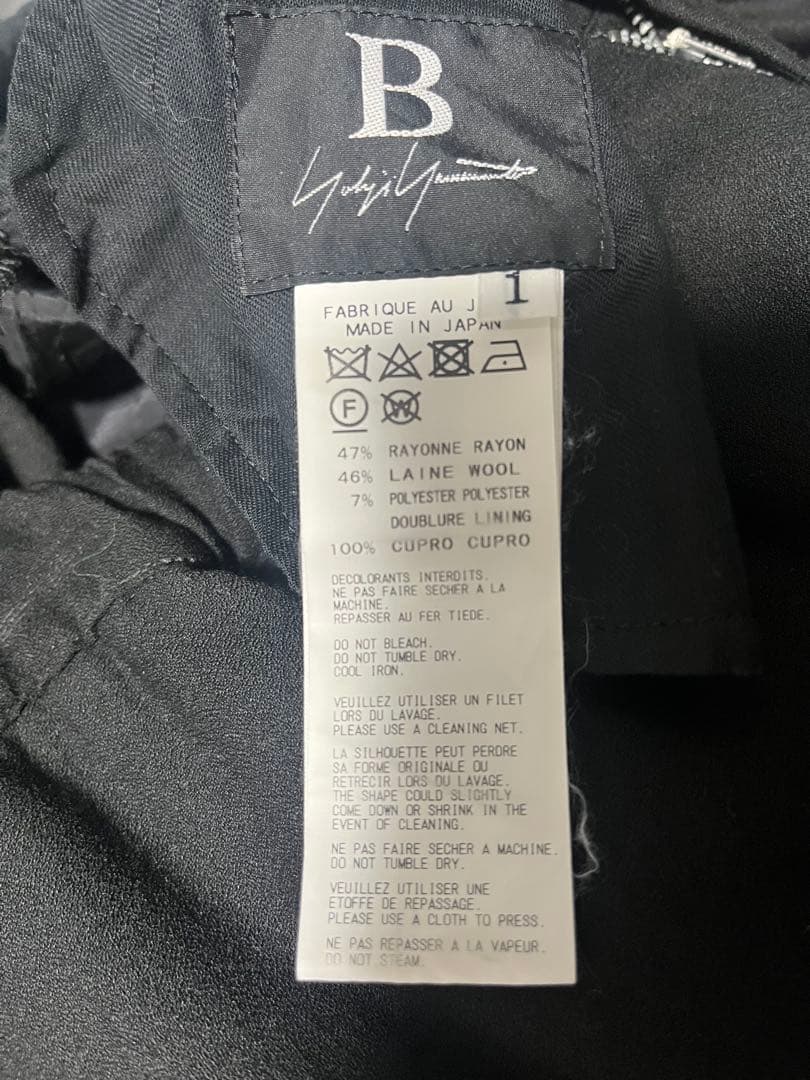 B
Yohji Yamamoto
1
FABRIQUE AU J
MADE IN JAPAN
F
W
47% RAYONNE RAYON
46% LAINE WOOL
7% POLYESTER POLYESTER
DOUBLURE LINING
100% CUPRO CUPRO
DECOLORANTS INTERDITS.
NE PAS FAIRE SECHER A LA
MACHINE.
REPASSER AU FER TIEDE.
DO NOT BLEACH.
DO NOT TUMBLE DRY.
COOL IRON.
VEUILLEZ UTILISER UN FILET
LORS DU LAVAGE.
PLEASE USE A CLEANING NET.
LA SILHOUETTE PEUT PERDRE
SA FORME ORIGINALE OU
RETRECIR LORS DU LAVAGE.
THE SHAPE COULD SLIGHTLY
COME DOWN OR SHRINK IN THE
EVENT OF CLEANING.
NE PAS FAIRE SECHER A MACHINE.
DO NOT TUMBLE DRY.
VEUILLEZ UTILISER UNE
ETOFFE DE REPASSAGE.
PLEASE USE A CLOTH TO PRESS.
NE PAS REPASSER A LA VAPEUR.
DO NOT STEAM.